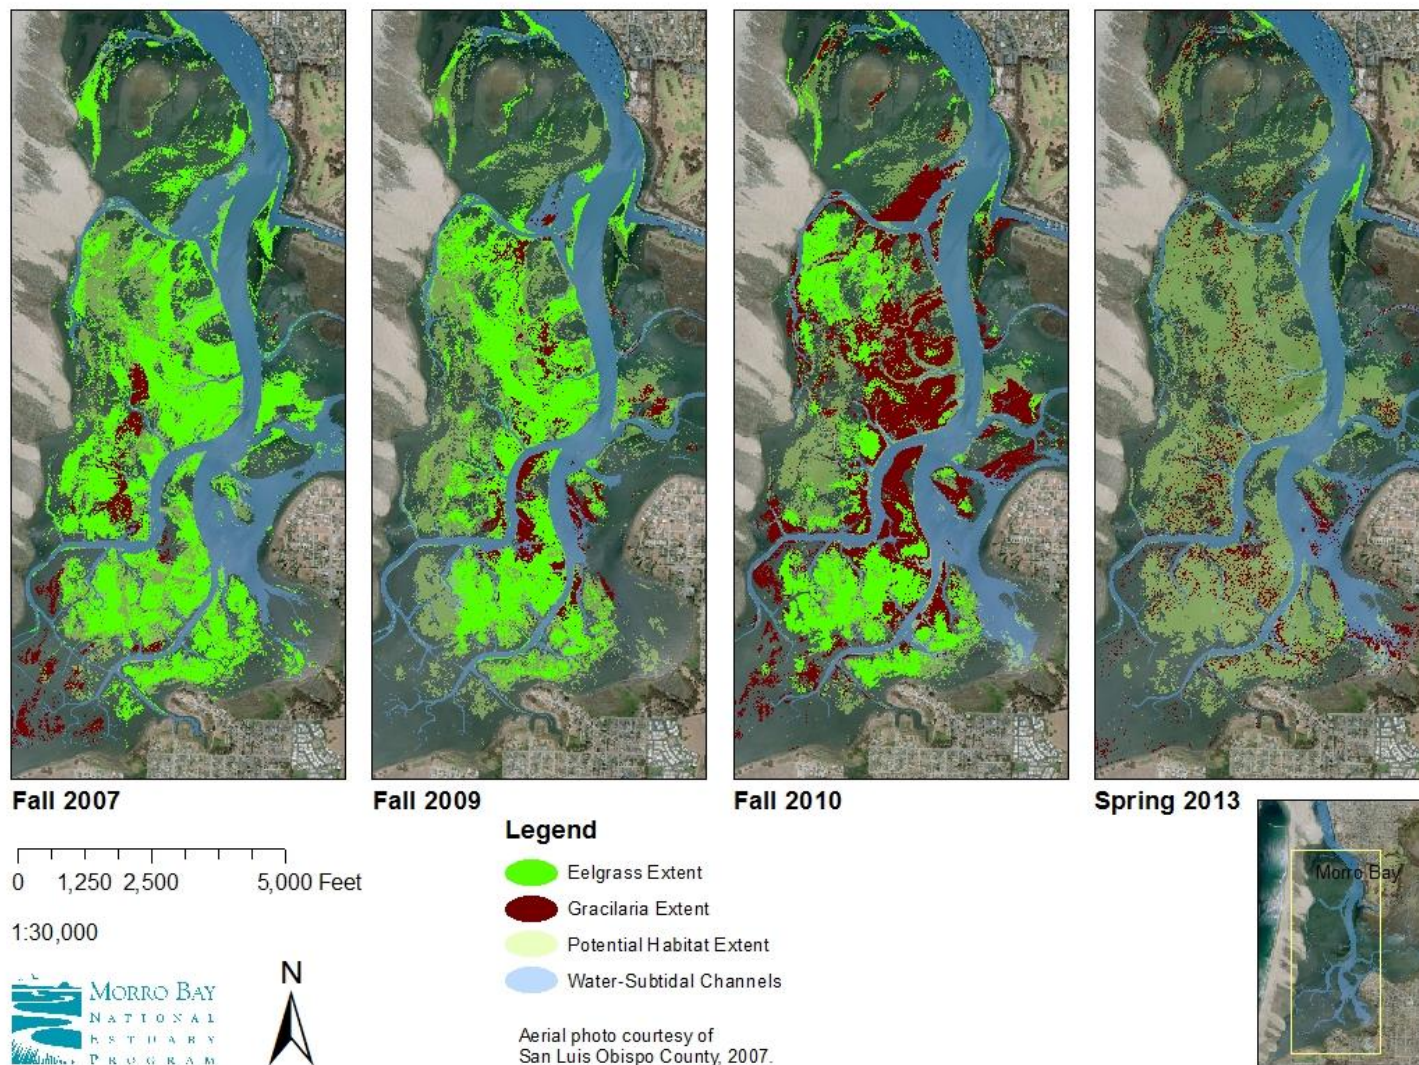 Fall 2007
Fall 2009
Fall 2010
Spring 2013
0 1,250 2,500 5,000 Feet
1:30,000
MORRO BAY
NATIONAL
ESTUARY
PROGRAM
N
Legend
Eelgrass Extent
Gracilaria Extent
Potential Habitat Extent
Water-Subtidal Channels
Aerial photo courtesy of
San Luis Obispo County, 2007.
Morro Bay